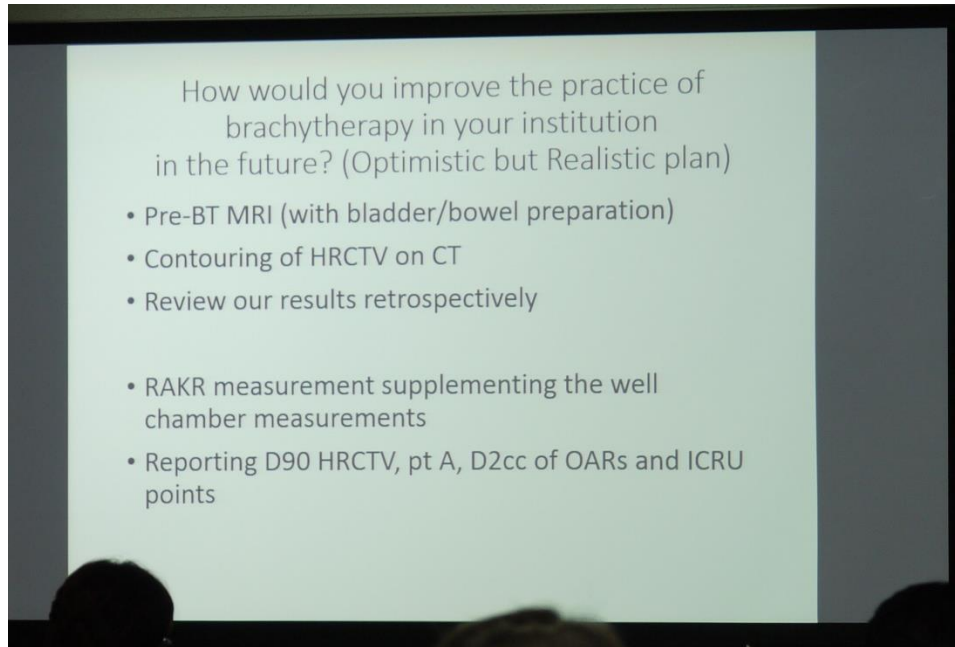 How would you improve the practice of
brachytherapy in your institution
in the future? (Optimistic but Realistic plan)
• Pre-BT MRI (with bladder/bowel preparation)
• Contouring of HRCTV on CT
• Review our results retrospectively
• RAKR measurement supplementing the well
chamber measurements
• Reporting D90 HRCTV, pt A, D2cc of OARs and ICRU
points